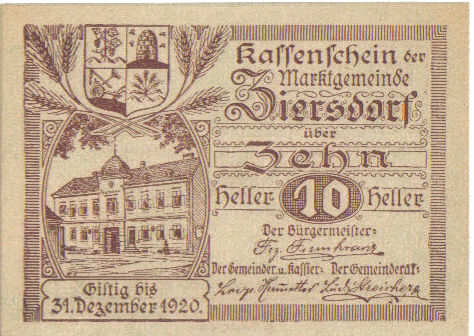 Kassenschein der
Marktgemeinde
Ziersdorf
über
Zehn
Heller 10 Heller
Der Bürgermeister:
Der Gemeinder. u. Kassier: Der Gemeinderat:
Giltig bis
31. Dezember 1920.